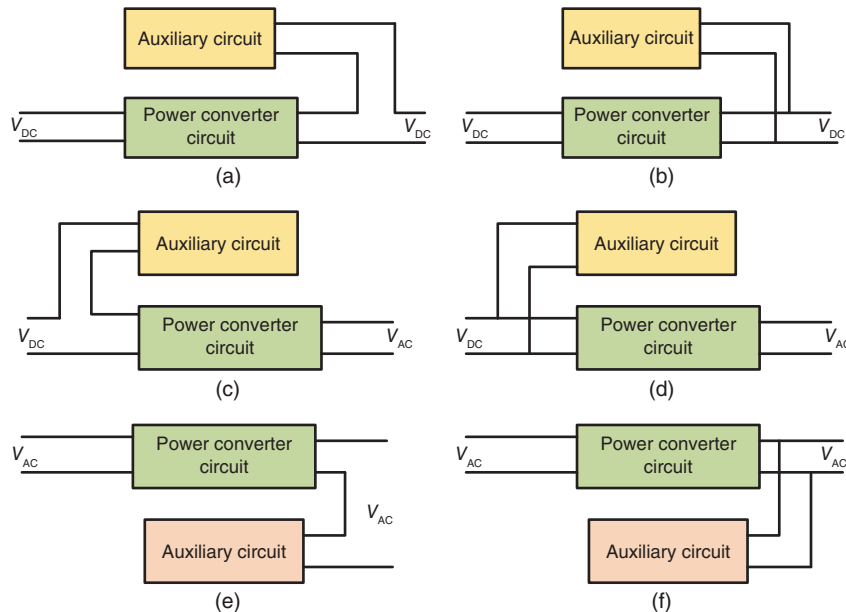 Auxiliary circuit
Auxiliary circuit
V_DC
Power converter
circuit
V_DC
V_DC
Power converter
circuit
V_DC
(a)
(b)
Auxiliary circuit
Auxiliary circuit
V_DC
Power converter
circuit
V_AC
V_DC
Power converter
circuit
V_AC
(c)
(d)
V_AC
Power converter
circuit
V_AC
Auxiliary circuit
V_AC
Power converter
circuit
V_AC
Auxiliary circuit
(e)
(f)